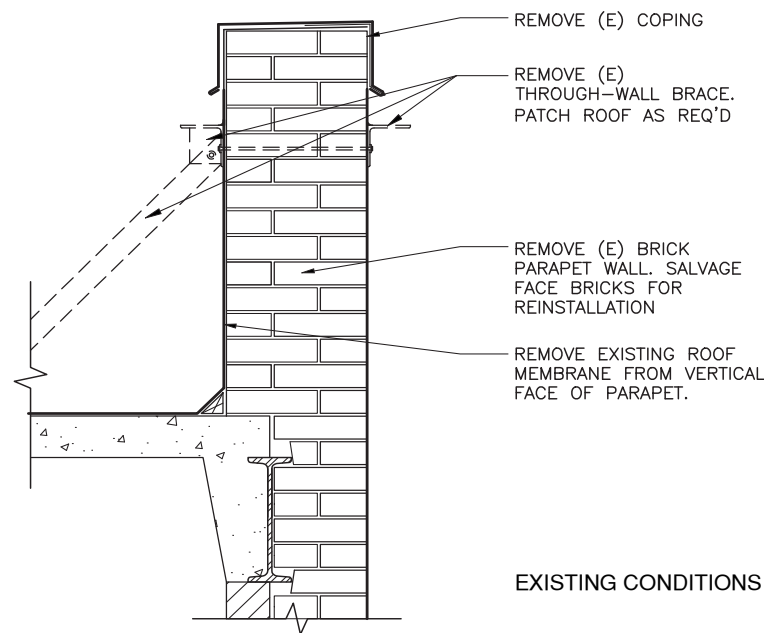 REMOVE (E) COPING
REMOVE (E)
THROUGH-WALL BRACE.
PATCH ROOF AS REQ'D
REMOVE (E) BRICK
PARAPET WALL. SALVAGE
FACE BRICKS FOR
REINSTALLATION
REMOVE EXISTING ROOF
MEMBRANE FROM VERTICAL
FACE OF PARAPET.
EXISTING CONDITIONS